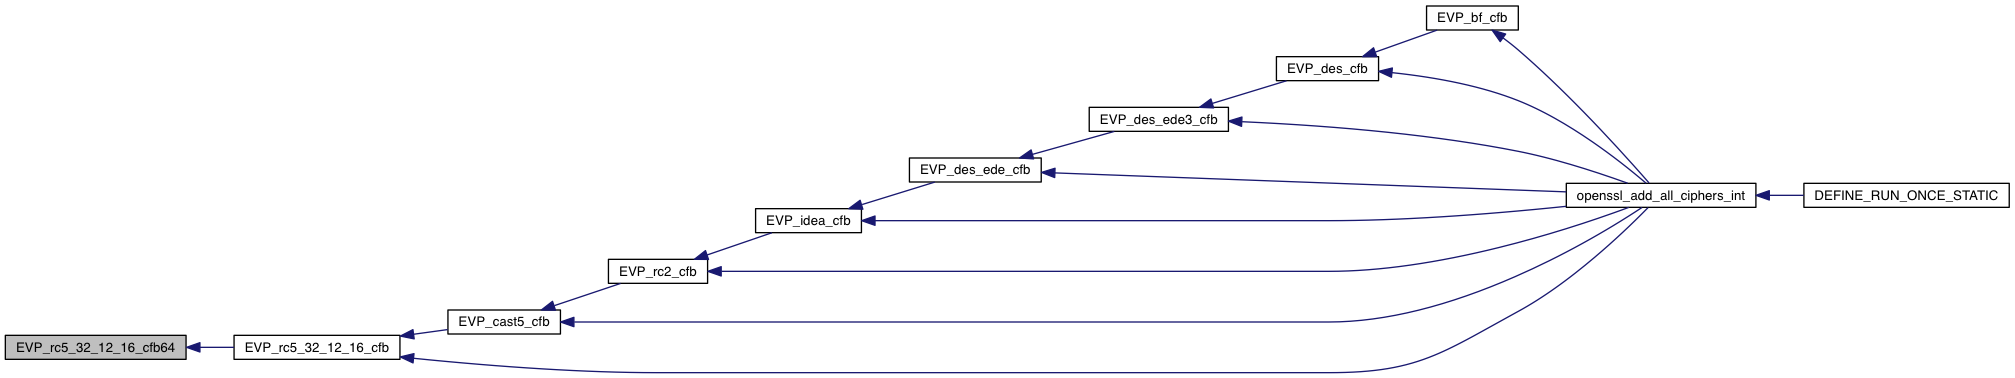 EVP_bf_cfb
EVP_des_cfb
EVP_des_ede3_cfb
EVP_des_ede_cfb
openssl_add_all_ciphers_int
DEFINE_RUN_ONCE_STATIC
EVP_idea_cfb
EVP_rc2_cfb
EVP_cast5_cfb
EVP_rc5_32_12_16_cfb64
EVP_rc5_32_12_16_cfb